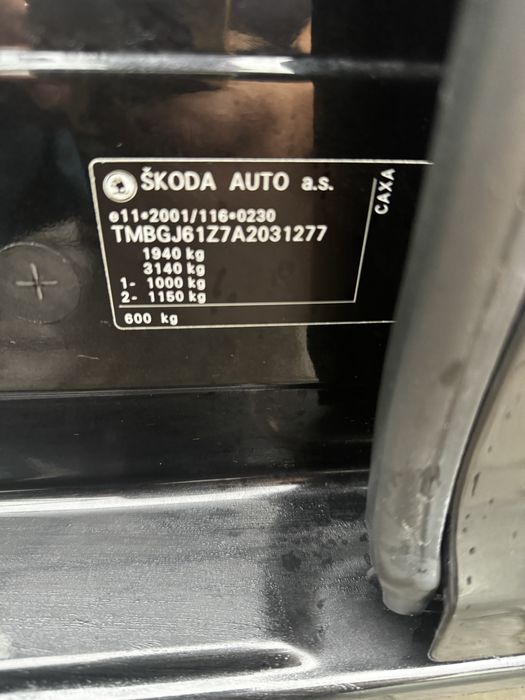 ŠKODA AUTO a.s.
e11*2001/116*0230
TMBGJ61Z7A2031277
1940 kg
3140 kg
1- 1000 kg
2- 1150 kg
600 kg
CAXA